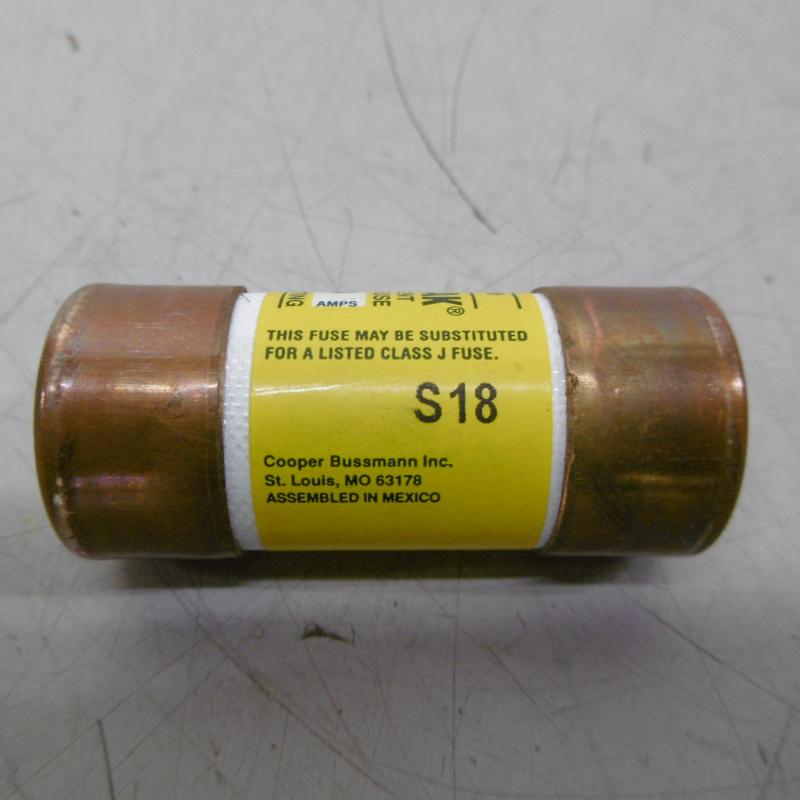 AMPS
THIS FUSE MAY BE SUBSTITUTED
FOR A LISTED CLASS J FUSE.
S18
Cooper Bussmann Inc.
St. Louis, MO 63178
ASSEMBLED IN MEXICO